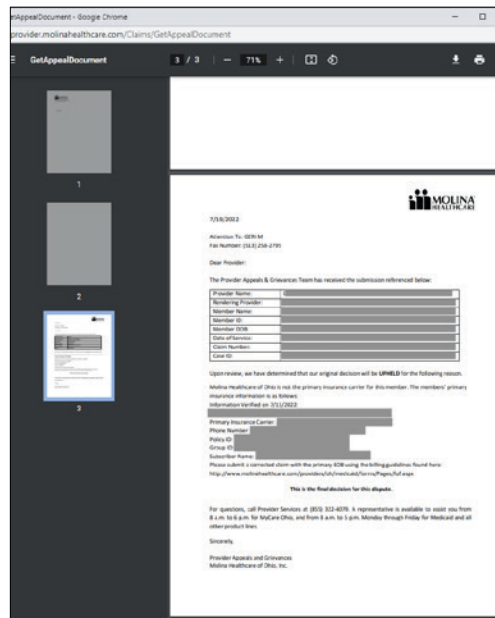 etAppealDocument - Google Chrome
provider.molinahealthcare.com/Claims/GetAppealDocument
GetAppealDocument
3 / 3
71%
1
2
3
MOLINA
HEALTHCARE
7/19/2022
Attention To: GERI M
Dear Provider:
The Provider Appeals & Grievances Team has received the submission referenced below:
Provider Name:
Rendering Provider:
Member Name:
Member ID:
Member DOB
Date of Service:
Claim Number:
Case ID:
Upon review, we have determined that our original decision will be UPHELD for the following reason.
Molina Healthcare of Ohio is not the primary insurance carrier for this member. The members' primary
insurance information is as follows:
Information Verified on 7/11/2022:
Primary Insurance Carrier:
Phone Number:
Policy ID:
Group ID:
Subscriber Name:
Please submit a corrected claim with the primary EOB using the billing guidelines found here:
This is the final decision for this dispute.
For questions, call Provider Services at (855) 322-4079. A representative is available to assist you from
8 a.m. to 6 p.m. for MyCare Ohio, and from 8 a.m. to 5 p.m. Monday through Friday for Medicaid and all
other product lines.
Sincerely,
Provider Appeals and Grievances
Molina Healthcare of Ohio, Inc.